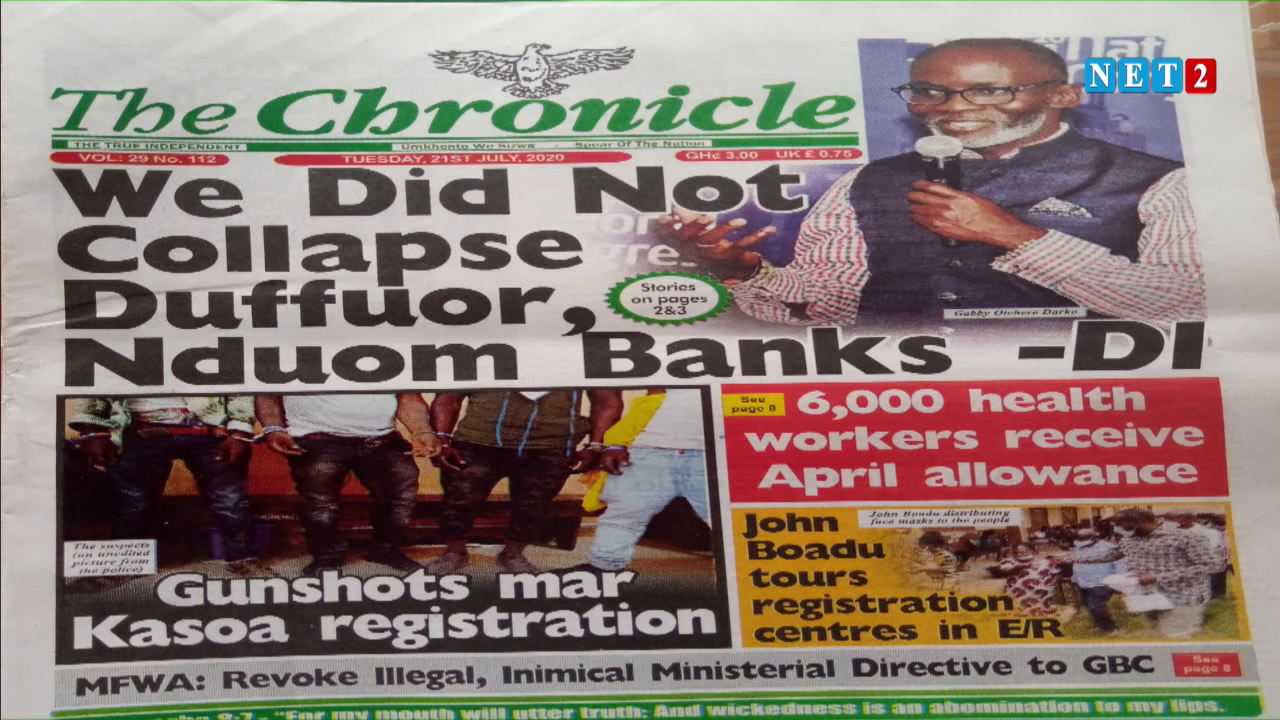 NET2
The Chronicle
THE TRUE INDEPENDENT
Umkhonto We Sizwe - Spear Of The Nation
VOL: 29 No. 112
TUESDAY, 21ST JULY, 2020
GH¢ 3.00 UK £ 0.75
We Did Not
Collapse
Duffuor,
Nduom Banks -DI
Stories
on pages
2&3
Gabby Otchere Darko
The suspects
(an unedited
picture from
the police)
Gunshots mar
Kasoa registration
See
page 8
6,000 health
workers receive
April allowance
John Boadu distributing
face masks to the people
John
Boadu
tours
registration
centres in E/R
MFWA: Revoke Illegal, Inimical Ministerial Directive to GBC
See
page 8
8:7 - "For my mouth will utter truth; And wickedness is an abomination to my lips.